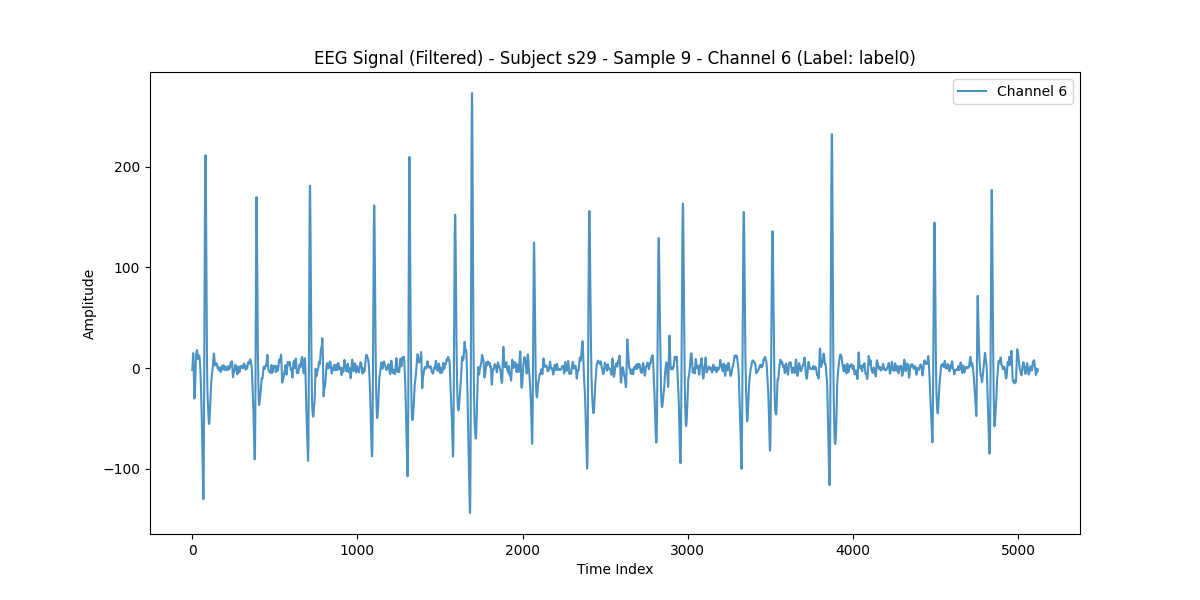 EEG Signal (Filtered) - Subject s29 - Sample 9 - Channel 6 (Label: label0)
Channel 6
200
100
0
−100
Amplitude
0 1000 2000 3000 4000 5000
Time Index